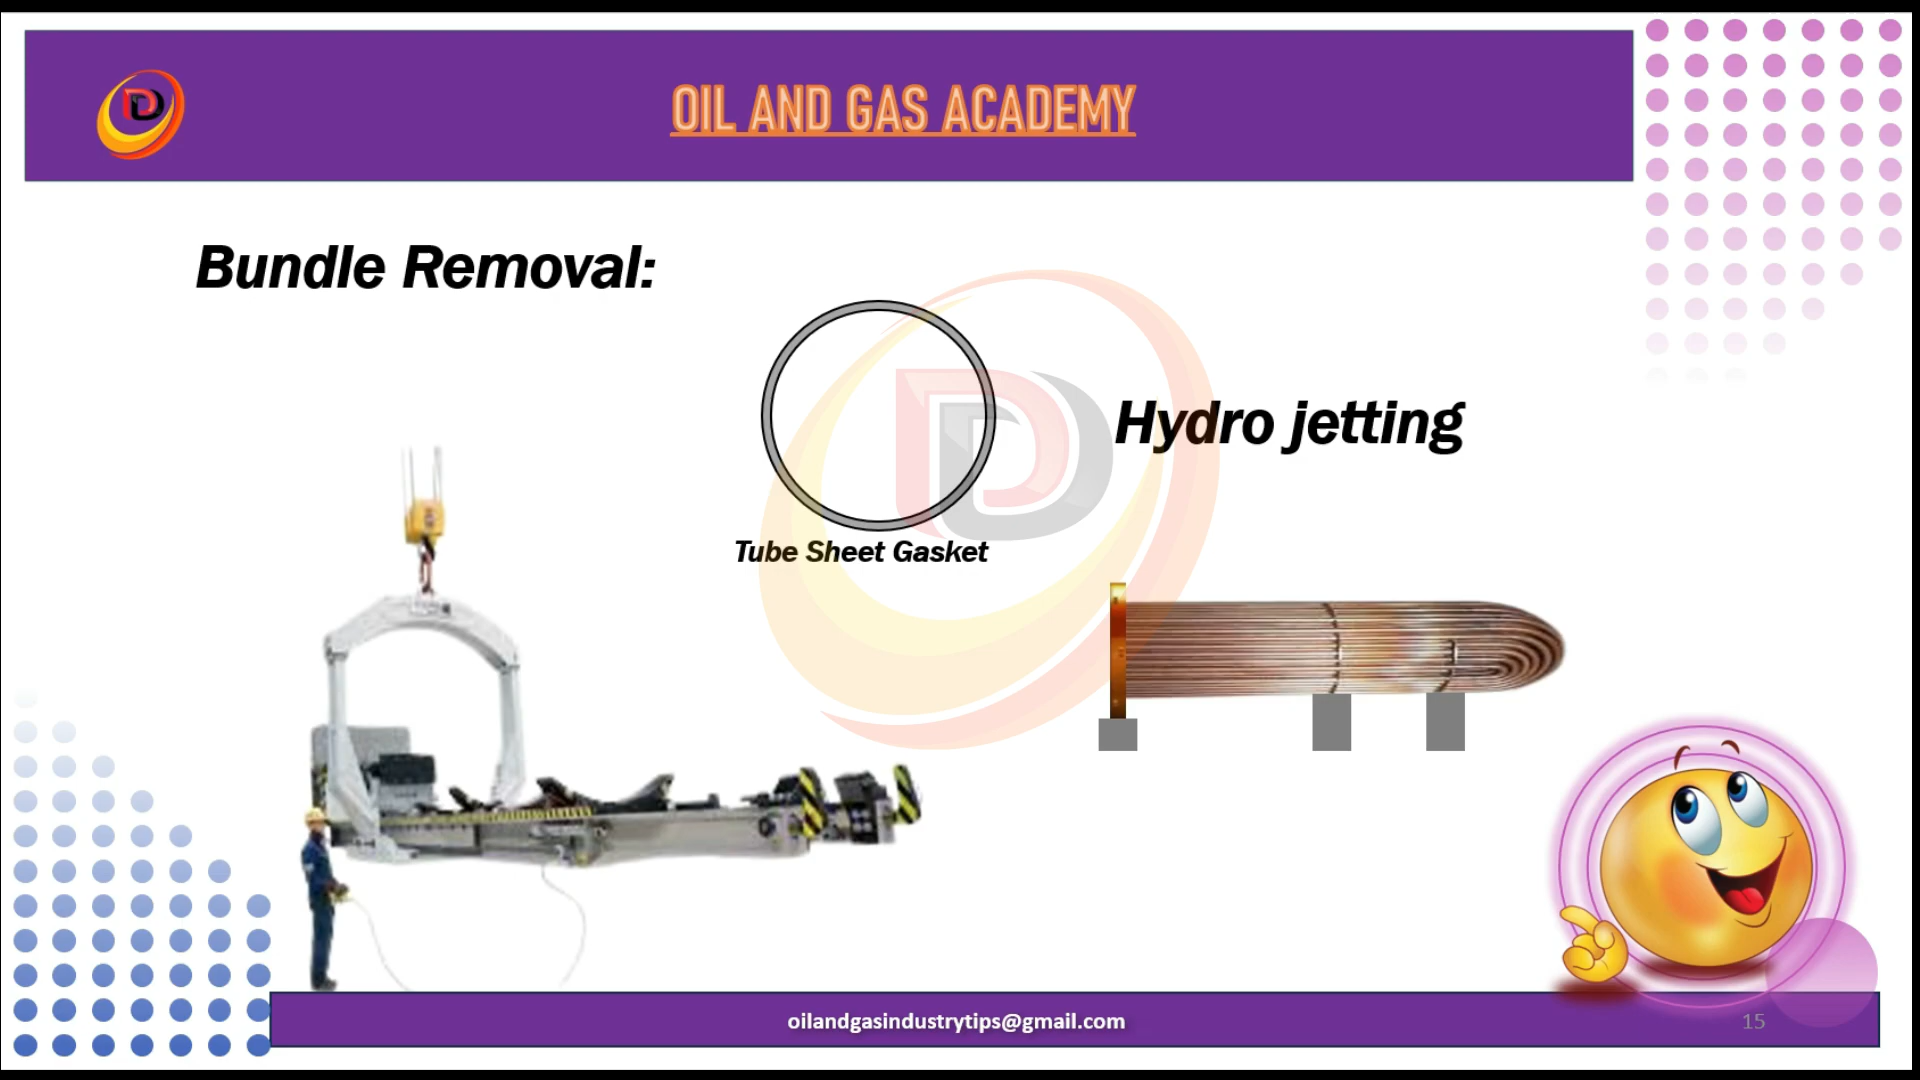 OIL AND GAS ACADEMY
Bundle Removal:
Hydro jetting
Tube Sheet Gasket
oilandgasindustrytips@gmail.com
15